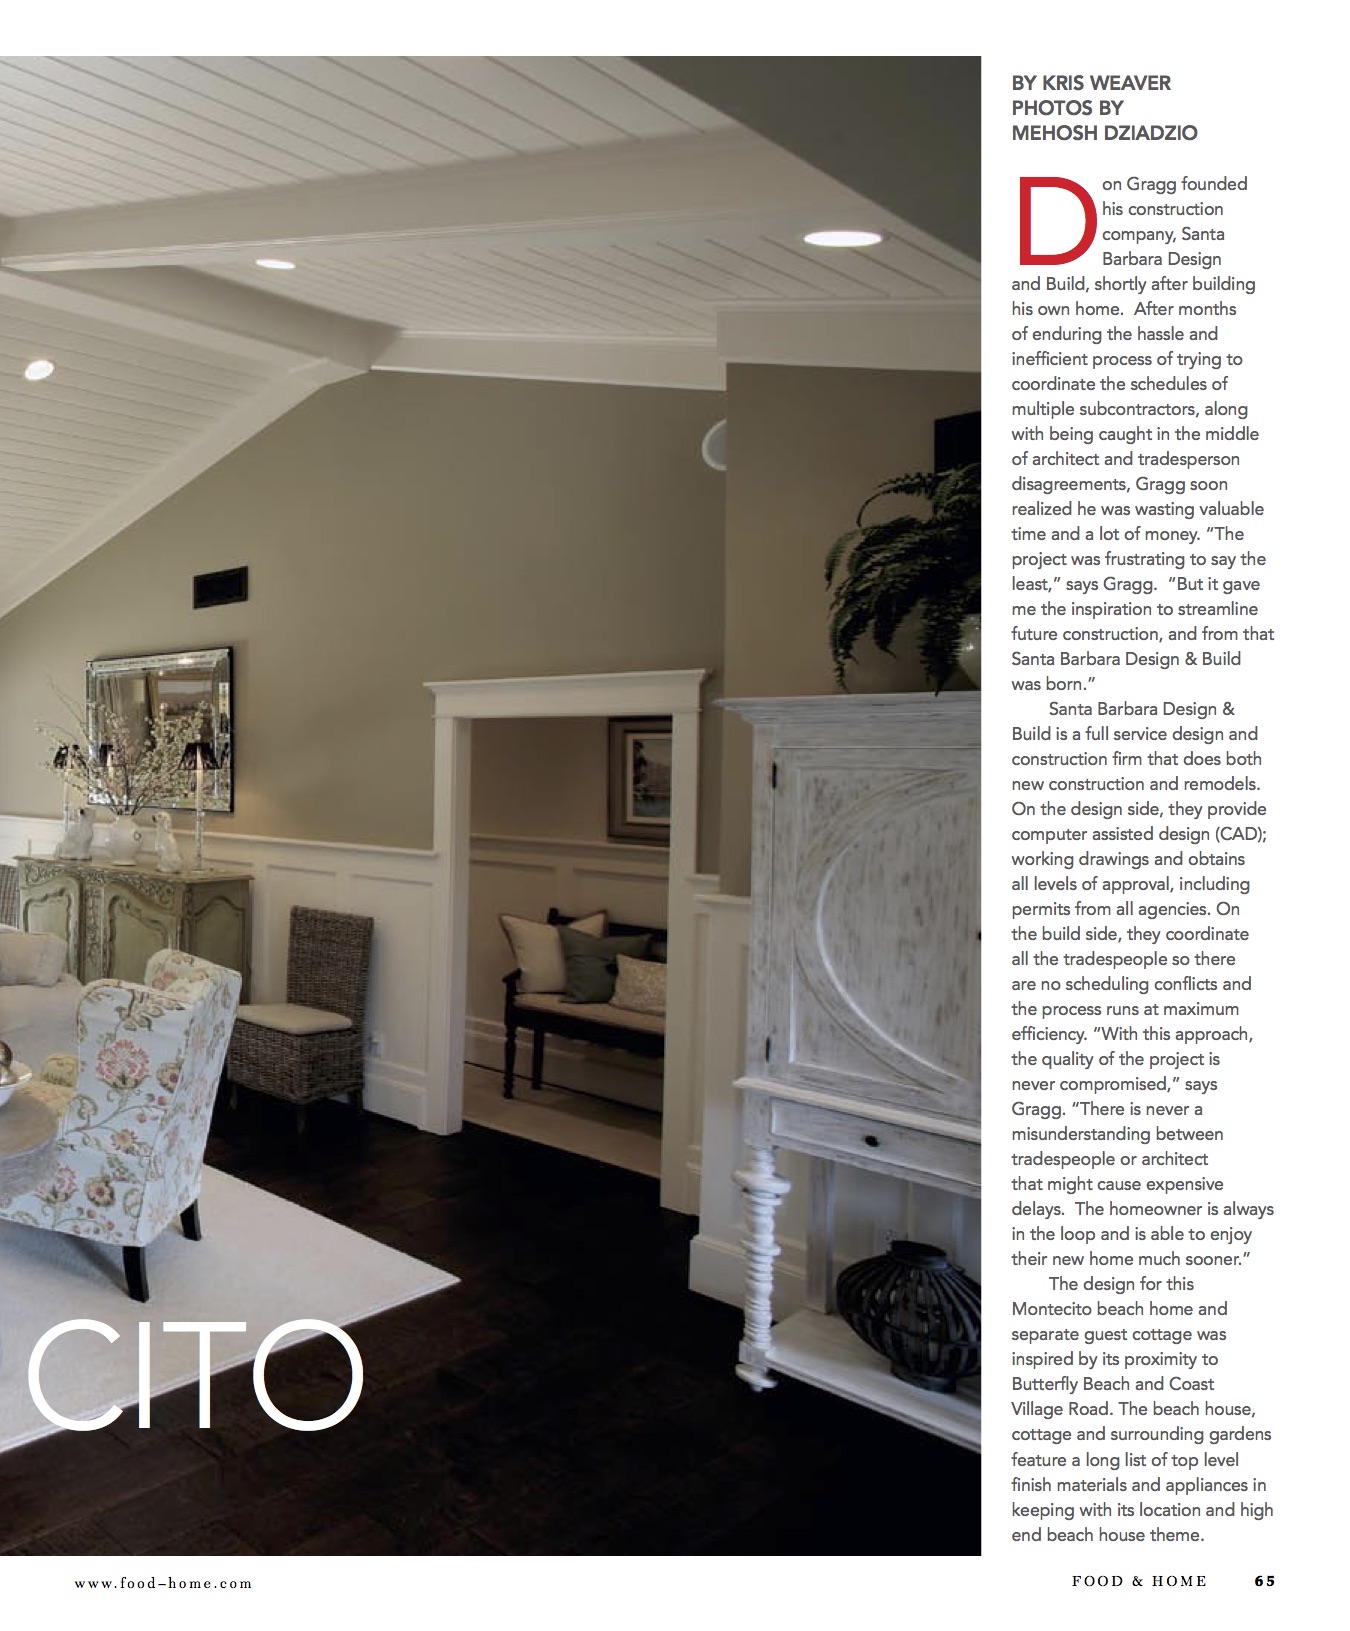 BY KRIS WEAVER
PHOTOS BY
MEHOSH DZIADZIO
Don Gragg founded
his construction
company, Santa
Barbara Design
and Build, shortly after building
his own home.  After months
of enduring the hassle and
inefficient process of trying to
coordinate the schedules of
multiple subcontractors, along
with being caught in the middle
of architect and tradesperson
disagreements, Gragg soon
realized he was wasting valuable
time and a lot of money. “The
project was frustrating to say the
least,” says Gragg.  “But it gave
me the inspiration to streamline
future construction, and from that
Santa Barbara Design & Build
was born.”
Santa Barbara Design &
Build is a full service design and
construction firm that does both
new construction and remodels.
On the design side, they provide
computer assisted design (CAD);
working drawings and obtains
all levels of approval, including
permits from all agencies. On
the build side, they coordinate
all the tradespeople so there
are no scheduling conflicts and
the process runs at maximum
efficiency. “With this approach,
the quality of the project is
never compromised,” says
Gragg. “There is never a
misunderstanding between
tradespeople or architect
that might cause expensive
delays.  The homeowner is always
in the loop and is able to enjoy
their new home much sooner.”
The design for this
Montecito beach home and
separate guest cottage was
inspired by its proximity to
Butterfly Beach and Coast
Village Road. The beach house,
cottage and surrounding gardens
feature a long list of top level
finish materials and appliances in
keeping with its location and high
end beach house theme.
CITO
www.food–home.com
FOOD & HOME 65